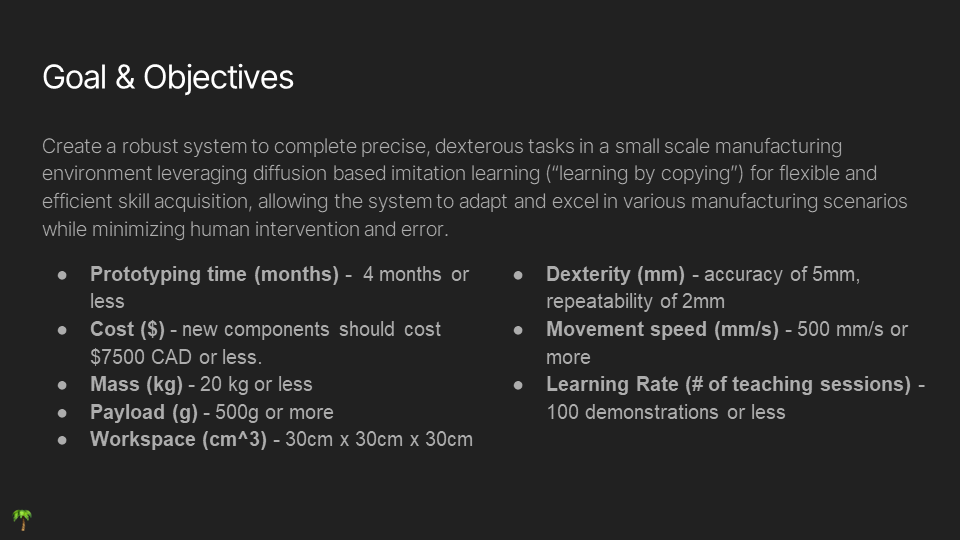 Goal & Objectives
Create a robust system to complete precise, dexterous tasks in a small scale manufacturing
environment leveraging diffusion based imitation learning (“learning by copying”) for flexible and
efficient skill acquisition, allowing the system to adapt and excel in various manufacturing scenarios
while minimizing human intervention and error.
● Prototyping time (months) - 4 months or
less
● Cost ($) - new components should cost
$7500 CAD or less.
● Mass (kg) - 20 kg or less
● Payload (g) - 500g or more
● Workspace (cm^3) - 30cm x 30cm x 30cm
● Dexterity (mm) - accuracy of 5mm,
repeatability of 2mm
● Movement speed (mm/s) - 500 mm/s or
more
● Learning Rate (# of teaching sessions) -
100 demonstrations or less